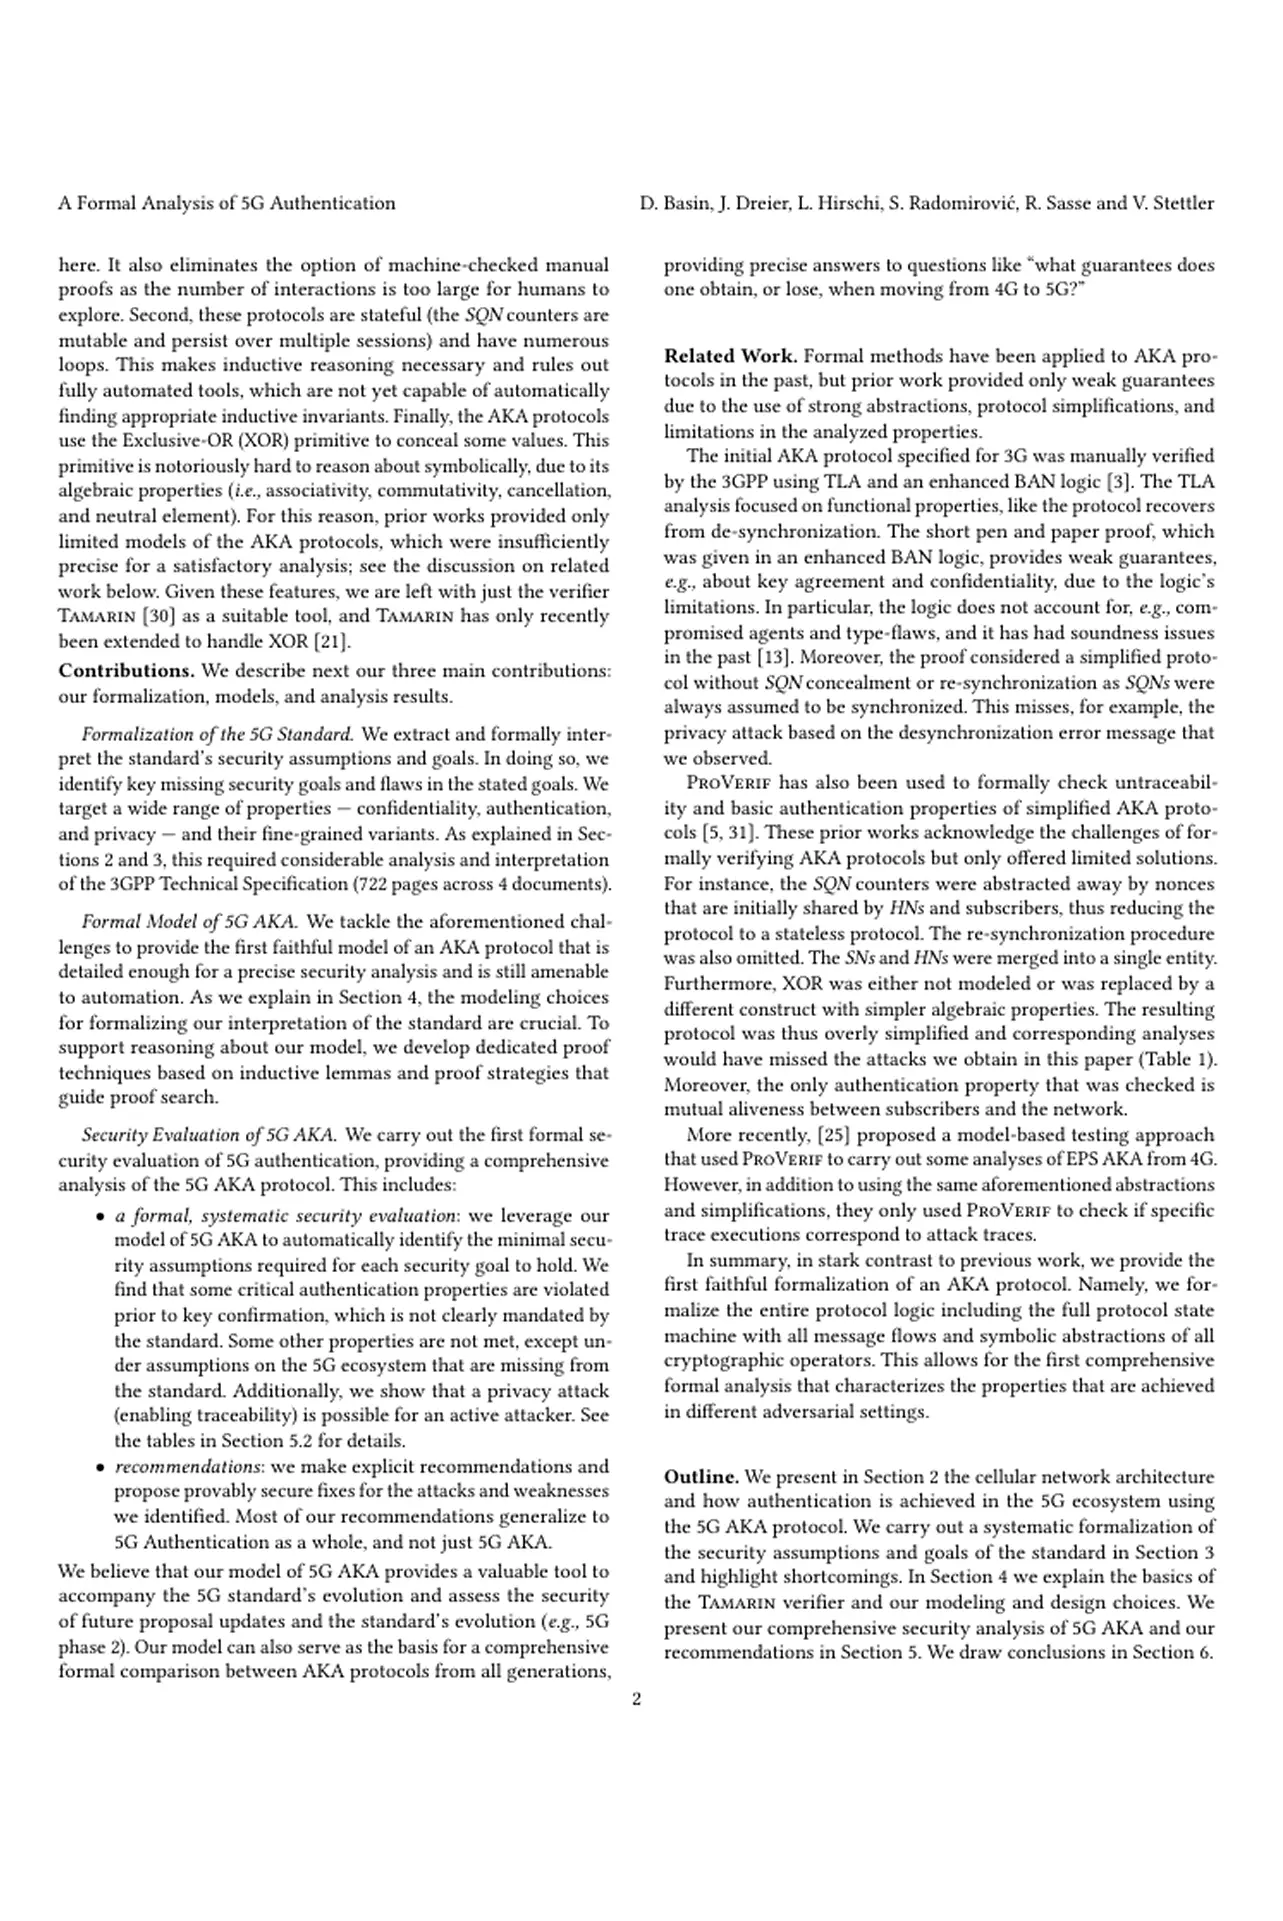 A Formal Analysis of 5G Authentication
D. Basin, J. Dreier, L. Hirschi, S. Radomirović, R. Sasse and V. Stettler
here. It also eliminates the option of machine-checked manual
proofs as the number of interactions is too large for humans to
explore. Second, these protocols are stateful (the SQN counters are
mutable and persist over multiple sessions) and have numerous
loops. This makes inductive reasoning necessary and rules out
fully automated tools, which are not yet capable of automatically
finding appropriate inductive invariants. Finally, the AKA protocols
use the Exclusive-OR (XOR) primitive to conceal some values. This
primitive is notoriously hard to reason about symbolically, due to its
algebraic properties (i.e., associativity, commutativity, cancellation,
and neutral element). For this reason, prior works provided only
limited models of the AKA protocols, which were insufficiently
precise for a satisfactory analysis; see the discussion on related
work below. Given these features, we are left with just the verifier
TAMARIN [30] as a suitable tool, and TAMARIN has only recently
been extended to handle XOR [21].
Contributions. We describe next our three main contributions:
our formalization, models, and analysis results.
Formalization of the 5G Standard. We extract and formally inter-
pret the standard's security assumptions and goals. In doing so, we
identify key missing security goals and flaws in the stated goals. We
target a wide range of properties — confidentiality, authentication,
and privacy — and their fine-grained variants. As explained in Sec-
tions 2 and 3, this required considerable analysis and interpretation
of the 3GPP Technical Specification (722 pages across 4 documents).
Formal Model of 5G AKA. We tackle the aforementioned chal-
lenges to provide the first faithful model of an AKA protocol that is
detailed enough for a precise security analysis and is still amenable
to automation. As we explain in Section 4, the modeling choices
for formalizing our interpretation of the standard are crucial. To
support reasoning about our model, we develop dedicated proof
techniques based on inductive lemmas and proof strategies that
guide proof search.
Security Evaluation of 5G AKA. We carry out the first formal se-
curity evaluation of 5G authentication, providing a comprehensive
analysis of the 5G AKA protocol. This includes:
• a formal, systematic security evaluation: we leverage our
model of 5G AKA to automatically identify the minimal secu-
rity assumptions required for each security goal to hold. We
find that some critical authentication properties are violated
prior to key confirmation, which is not clearly mandated by
the standard. Some other properties are not met, except un-
der assumptions on the 5G ecosystem that are missing from
the standard. Additionally, we show that a privacy attack
(enabling traceability) is possible for an active attacker. See
the tables in Section 5.2 for details.
• recommendations: we make explicit recommendations and
propose provably secure fixes for the attacks and weaknesses
we identified. Most of our recommendations generalize to
5G Authentication as a whole, and not just 5G AKA.
We believe that our model of 5G AKA provides a valuable tool to
accompany the 5G standard's evolution and assess the security
of future proposal updates and the standard's evolution (e.g., 5G
phase 2). Our model can also serve as the basis for a comprehensive
formal comparison between AKA protocols from all generations,
providing precise answers to questions like "what guarantees does
one obtain, or lose, when moving from 4G to 5G?"
Related Work. Formal methods have been applied to AKA pro-
tocols in the past, but prior work provided only weak guarantees
due to the use of strong abstractions, protocol simplifications, and
limitations in the analyzed properties.
The initial AKA protocol specified for 3G was manually verified
by the 3GPP using TLA and an enhanced BAN logic [3]. The TLA
analysis focused on functional properties, like the protocol recovers
from de-synchronization. The short pen and paper proof, which
was given in an enhanced BAN logic, provides weak guarantees,
e.g., about key agreement and confidentiality, due to the logic's
limitations. In particular, the logic does not account for, e.g., com-
promised agents and type-flaws, and it has had soundness issues
in the past [13]. Moreover, the proof considered a simplified proto-
col without SQN concealment or re-synchronization as SQNs were
always assumed to be synchronized. This misses, for example, the
privacy attack based on the desynchronization error message that
we observed.
PROVERIF has also been used to formally check untraceabil-
ity and basic authentication properties of simplified AKA proto-
cols [5, 31]. These prior works acknowledge the challenges of for-
mally verifying AKA protocols but only offered limited solutions.
For instance, the SQN counters were abstracted away by nonces
that are initially shared by HNs and subscribers, thus reducing the
protocol to a stateless protocol. The re-synchronization procedure
was also omitted. The SNs and HNs were merged into a single entity.
Furthermore, XOR was either not modeled or was replaced by a
different construct with simpler algebraic properties. The resulting
protocol was thus overly simplified and corresponding analyses
would have missed the attacks we obtain in this paper (Table 1).
Moreover, the only authentication property that was checked is
mutual aliveness between subscribers and the network.
More recently, [25] proposed a model-based testing approach
that used PROVERIF to carry out some analyses of EPS AKA from 4G.
However, in addition to using the same aforementioned abstractions
and simplifications, they only used PROVERIF to check if specific
trace executions correspond to attack traces.
In summary, in stark contrast to previous work, we provide the
first faithful formalization of an AKA protocol. Namely, we for-
malize the entire protocol logic including the full protocol state
machine with all message flows and symbolic abstractions of all
cryptographic operators. This allows for the first comprehensive
formal analysis that characterizes the properties that are achieved
in different adversarial settings.
Outline. We present in Section 2 the cellular network architecture
and how authentication is achieved in the 5G ecosystem using
the 5G AKA protocol. We carry out a systematic formalization of
the security assumptions and goals of the standard in Section 3
and highlight shortcomings. In Section 4 we explain the basics of
the TAMARIN verifier and our modeling and design choices. We
present our comprehensive security analysis of 5G AKA and our
recommendations in Section 5. We draw conclusions in Section 6.
2